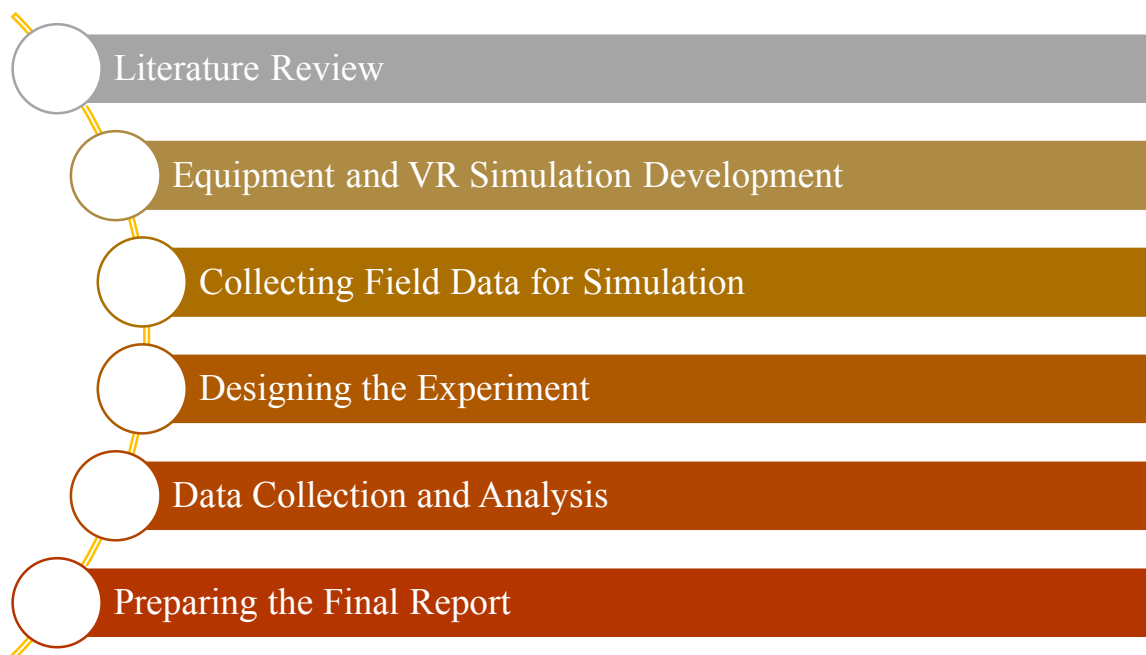 Literature Review
Equipment and VR Simulation Development
Collecting Field Data for Simulation
Designing the Experiment
Data Collection and Analysis
Preparing the Final Report